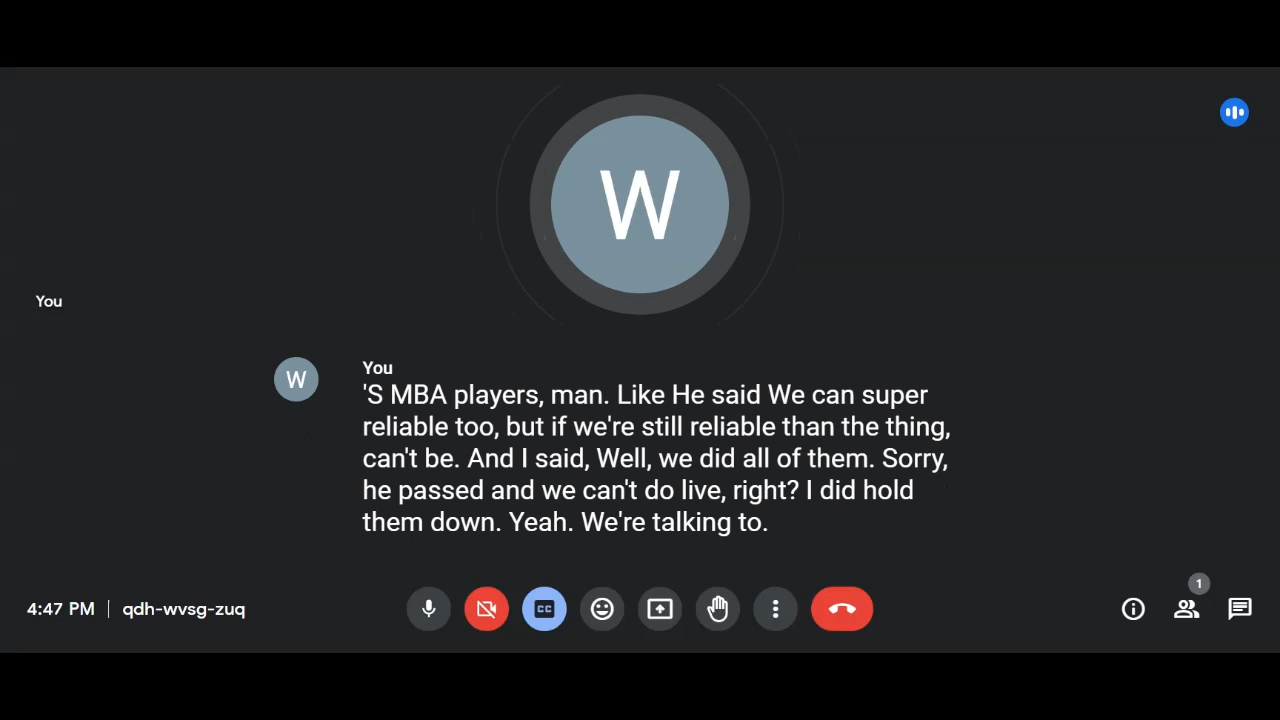 W
You
W
You
'S MBA players, man. Like He said We can super
reliable too, but if we're still reliable than the thing,
can't be. And I said, Well, we did all of them. Sorry,
he passed and we can't do live, right? I did hold
them down. Yeah. We're talking to.
1
4:47 PM | qdh-wvsg-zuq
CC